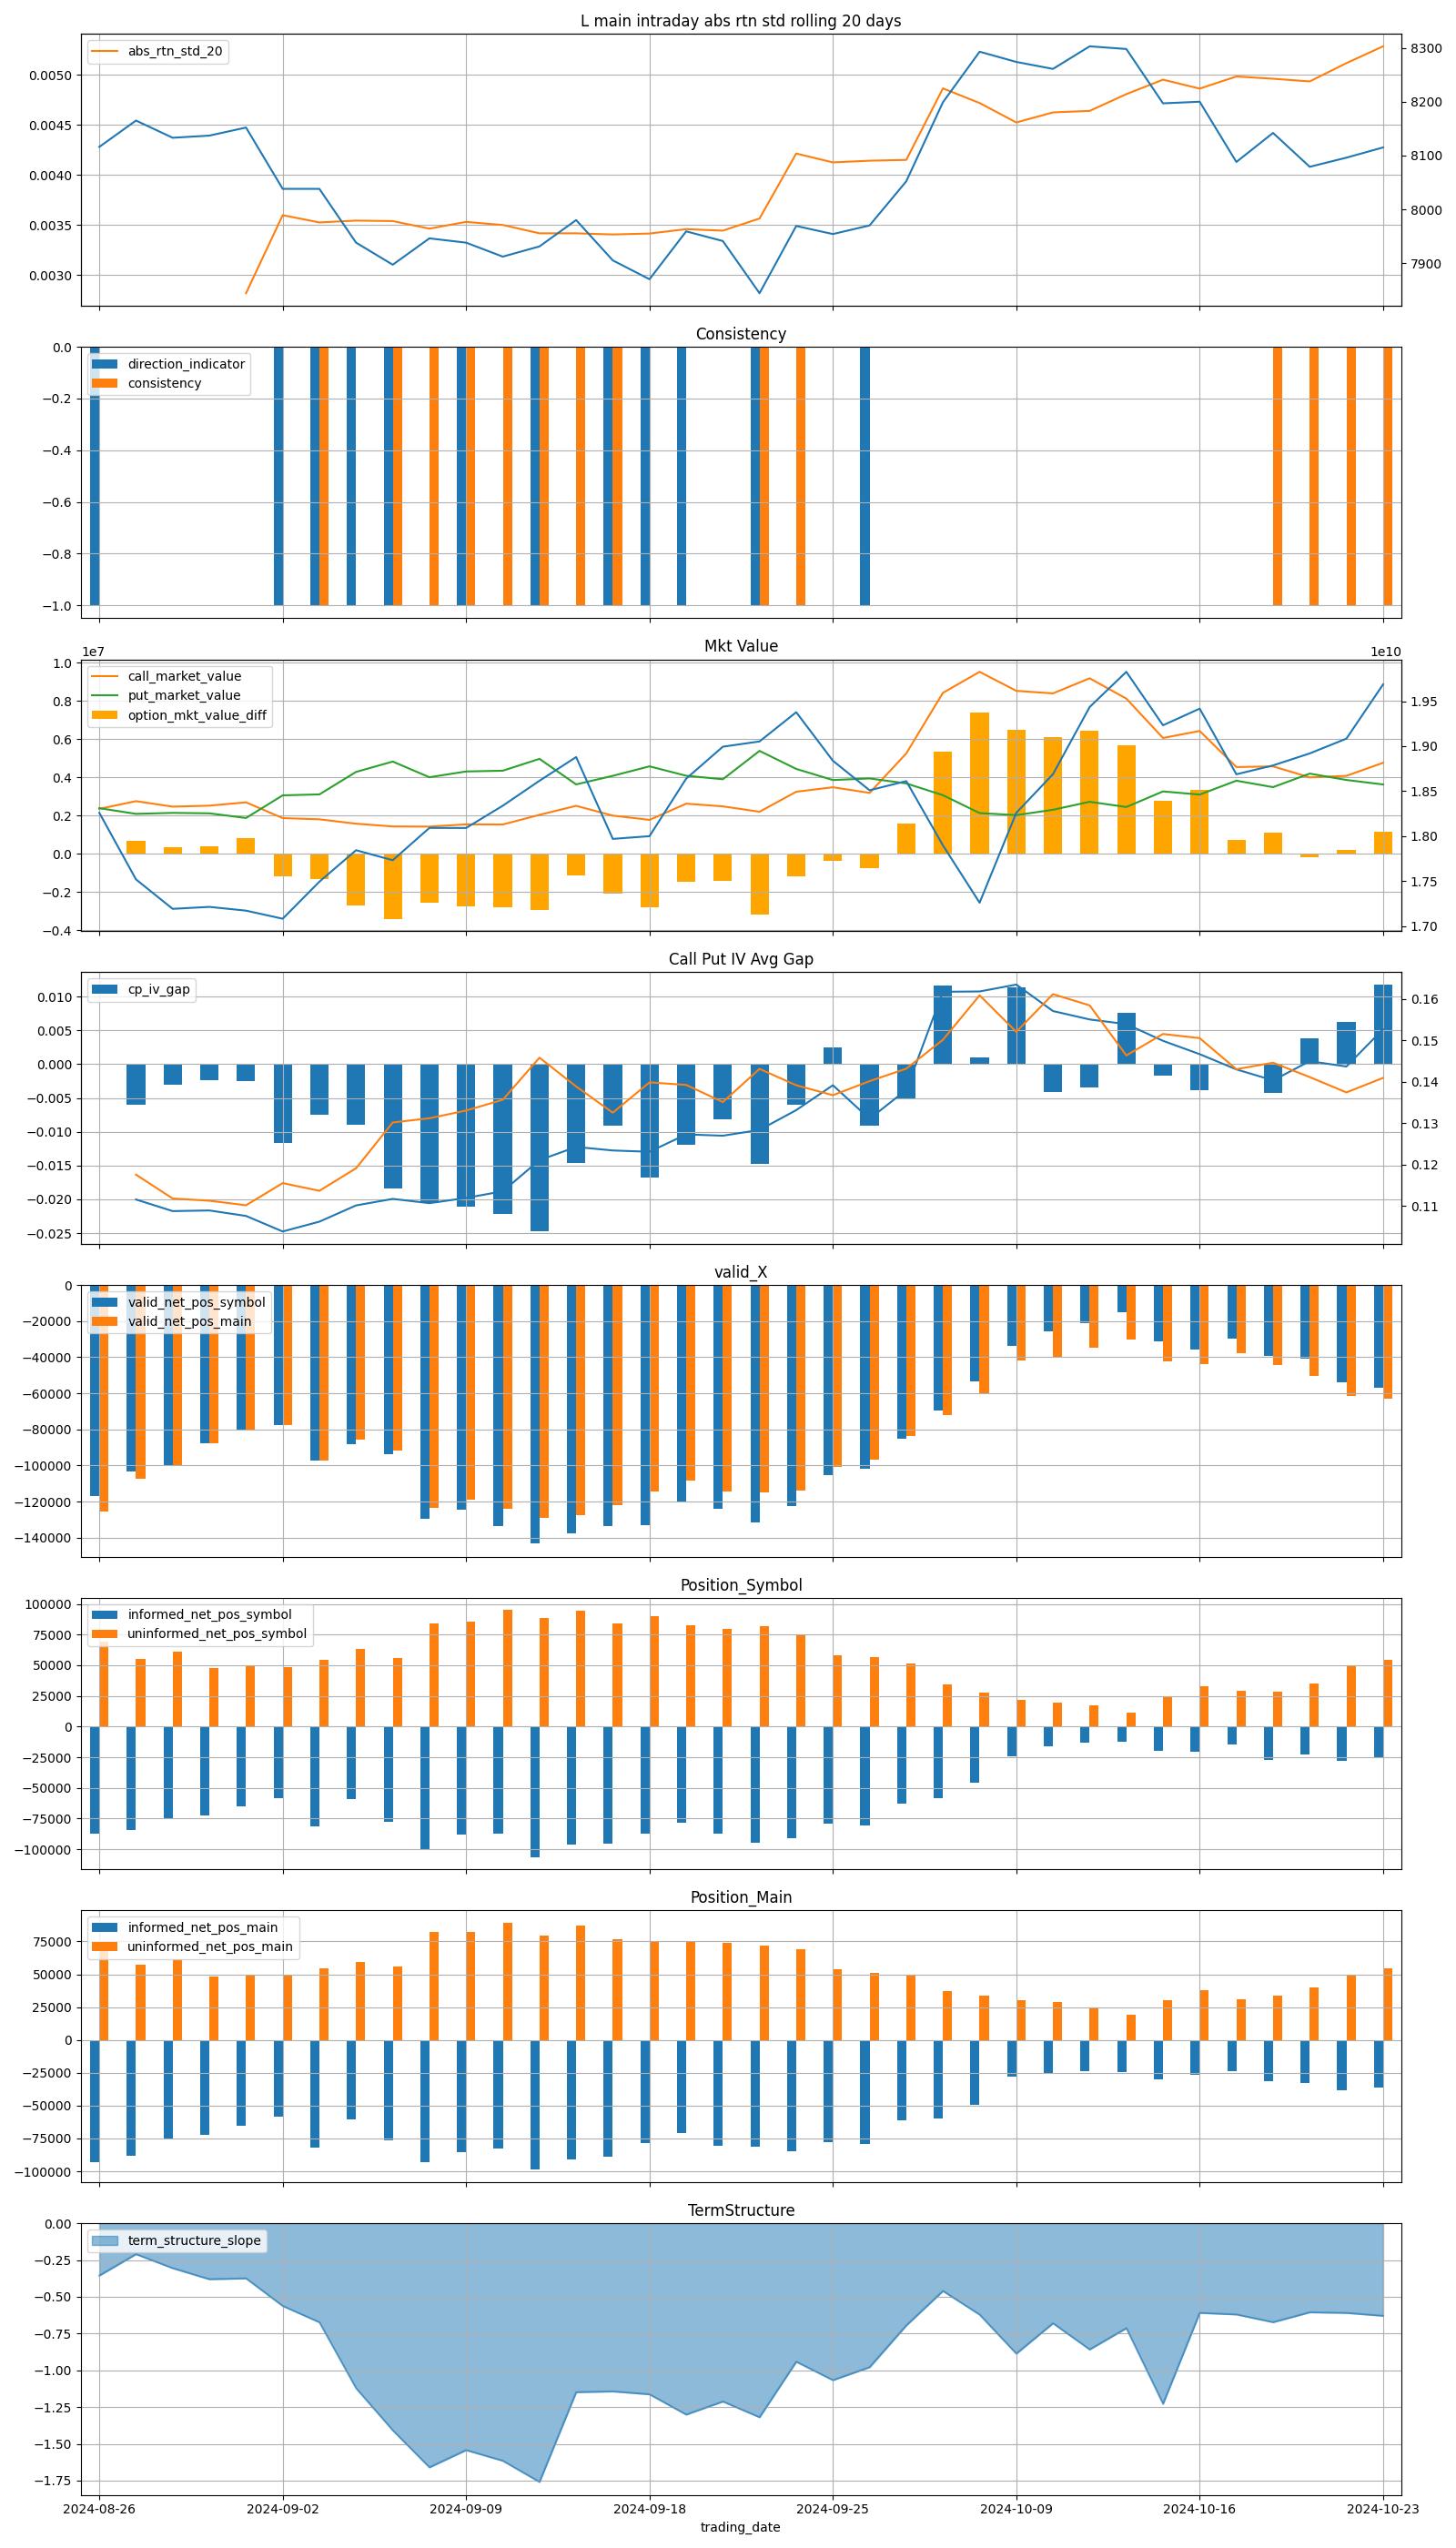 L main intraday abs rtn std rolling 20 days
abs_rtn_std_20
0.0050
0.0045
0.0040
0.0035
0.0030
8300
8200
8100
8000
7900
Consistency
direction_indicator
consistency
0.0
−0.2
−0.4
−0.6
−0.8
−1.0
Mkt Value
1e7
1e10
call_market_value
put_market_value
option_mkt_value_diff
1.0
0.8
0.6
0.4
0.2
0.0
−0.2
−0.4
1.95
1.90
1.85
1.80
1.75
1.70
Call Put IV Avg Gap
cp_iv_gap
0.010
0.005
0.000
−0.005
−0.010
−0.015
−0.020
−0.025
0.16
0.15
0.14
0.13
0.12
0.11
valid_X
valid_net_pos_symbol
valid_net_pos_main
0
−20000
−40000
−60000
−80000
−100000
−120000
−140000
Position_Symbol
informed_net_pos_symbol
uninformed_net_pos_symbol
100000
75000
50000
25000
0
−25000
−50000
−75000
−100000
Position_Main
informed_net_pos_main
uninformed_net_pos_main
75000
50000
25000
0
−25000
−50000
−75000
−100000
TermStructure
term_structure_slope
0.00
−0.25
−0.50
−0.75
−1.00
−1.25
−1.50
−1.75
2024-08-26 2024-09-02 2024-09-09 2024-09-18 2024-09-25 2024-10-09 2024-10-16 2024-10-23
trading_date